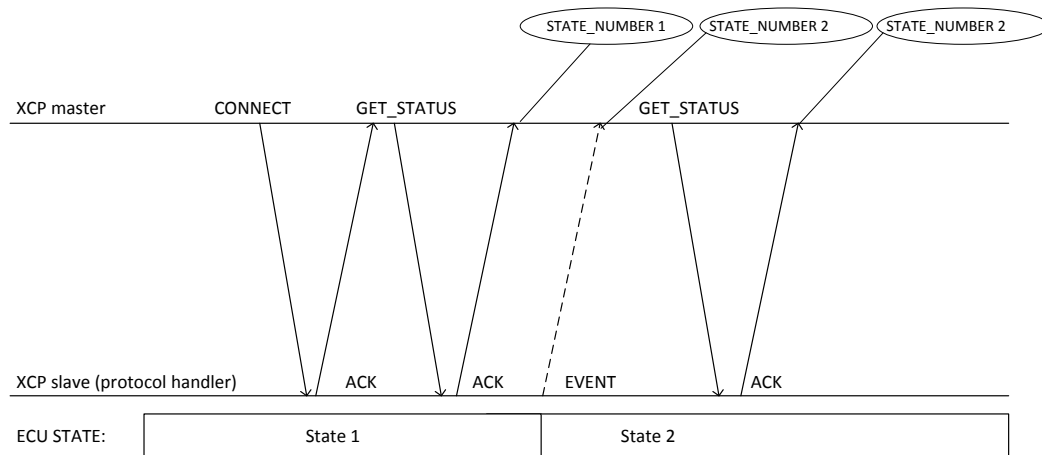 STATE_NUMBER 1 STATE_NUMBER 2 STATE_NUMBER 2
XCP master CONNECT GET_STATUS GET_STATUS
XCP slave (protocol handler) ACK ACK EVENT ACK
ECU STATE: State 1 State 2